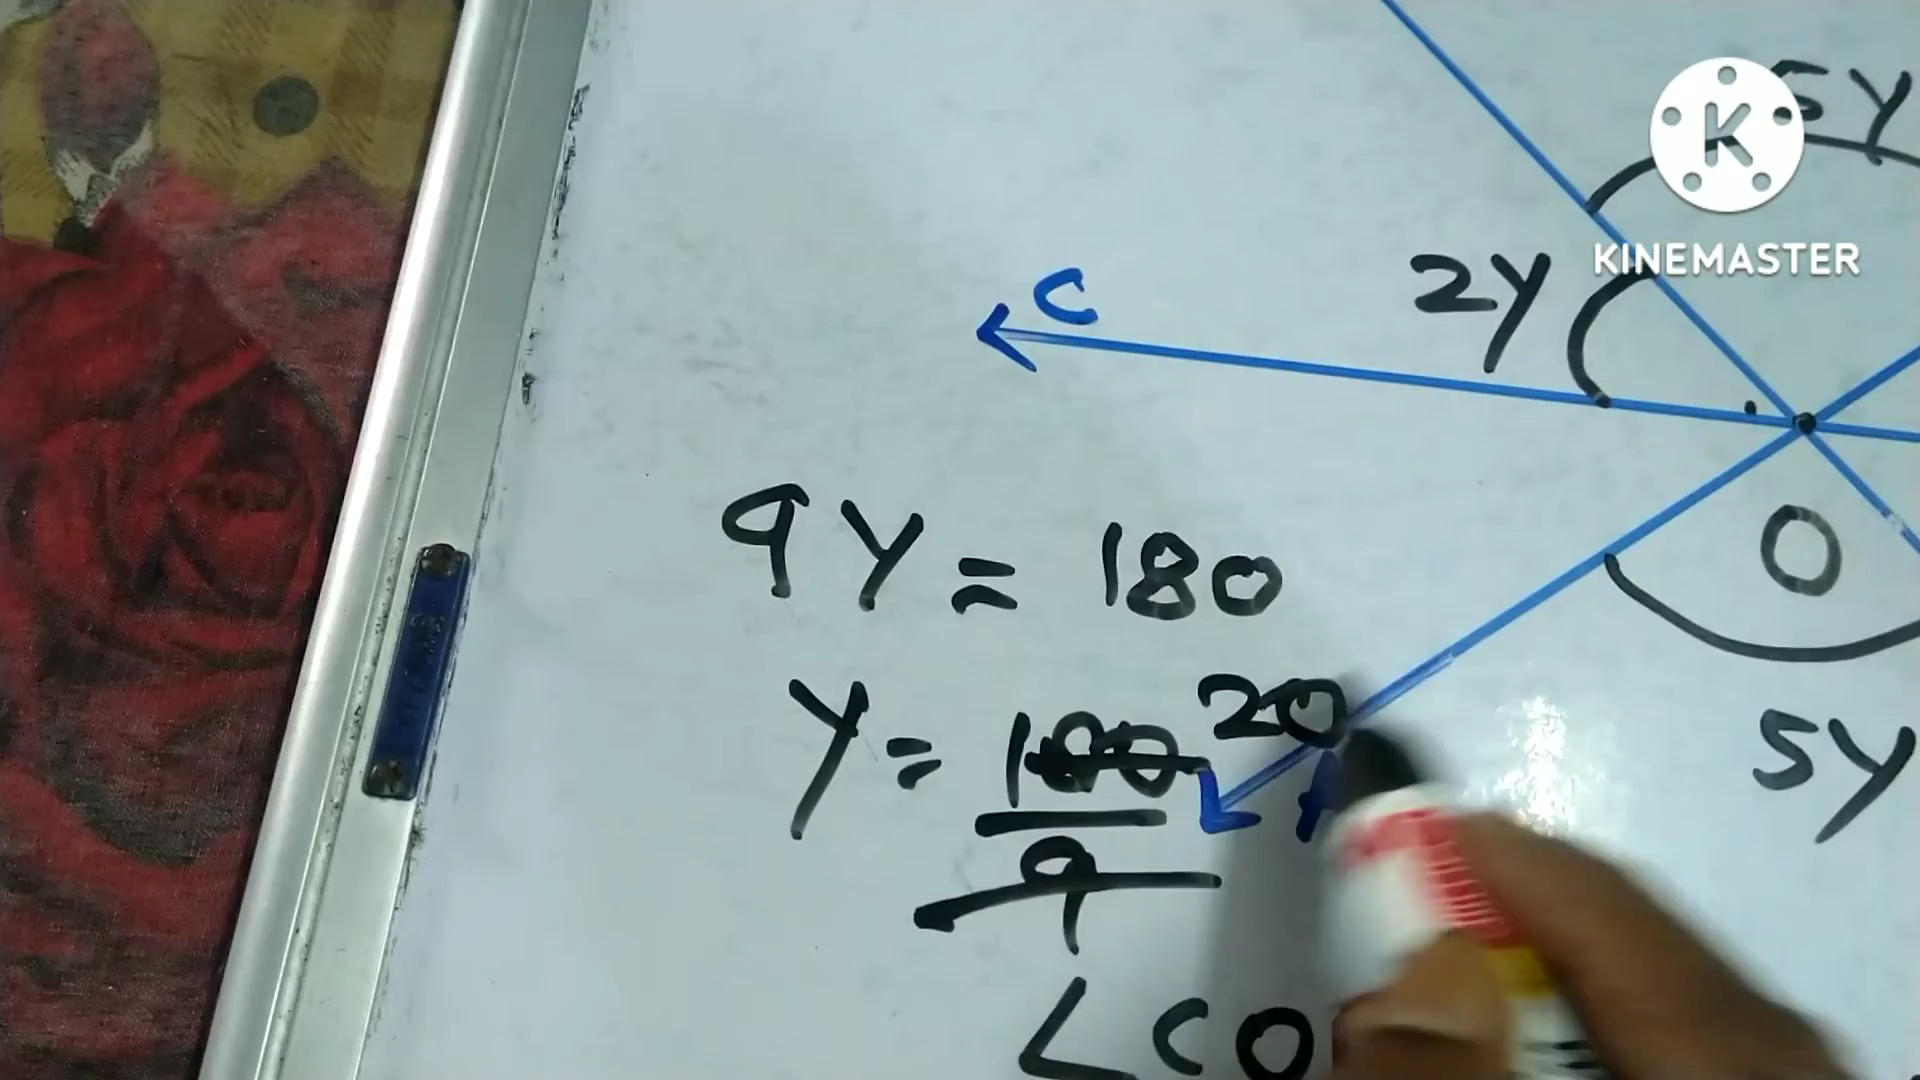 5Y
K
KINEMASTER
2Y
C
9Y = 180
O
Y = 180 20
9
5Y
∠CO
=